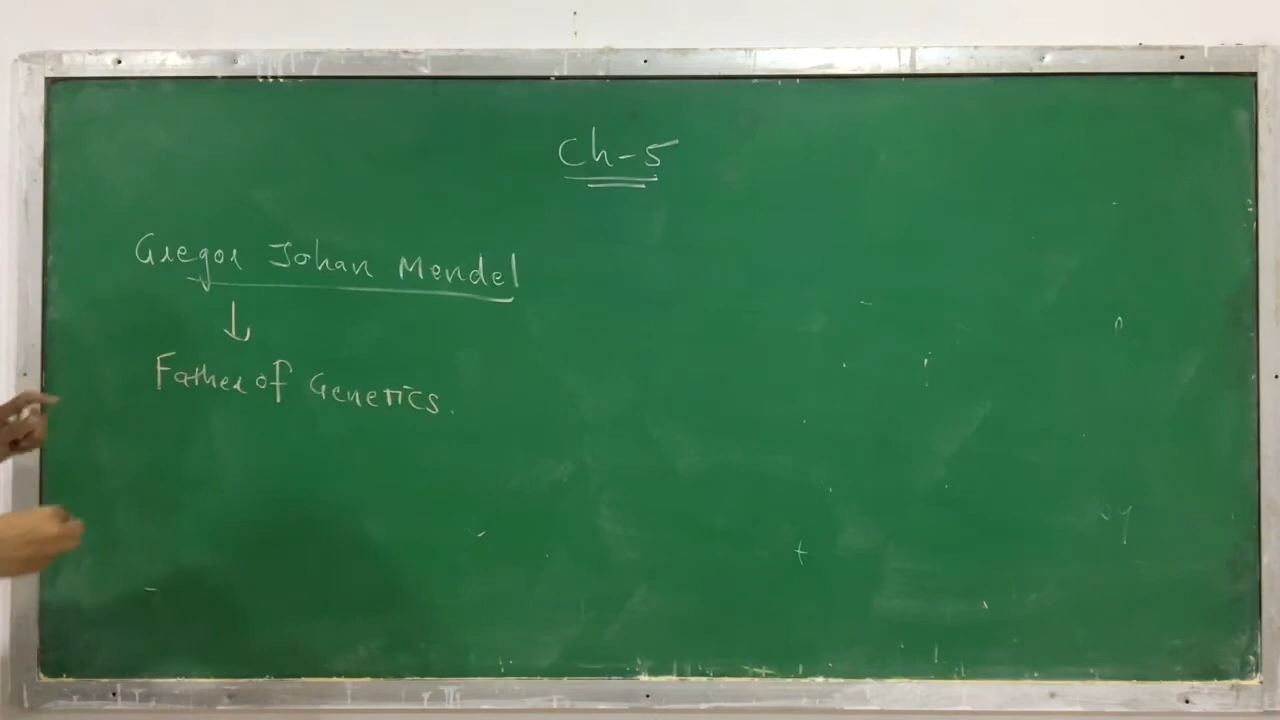 Ch-5
Gregor Johan Mendel
↓
Father of Genetics.